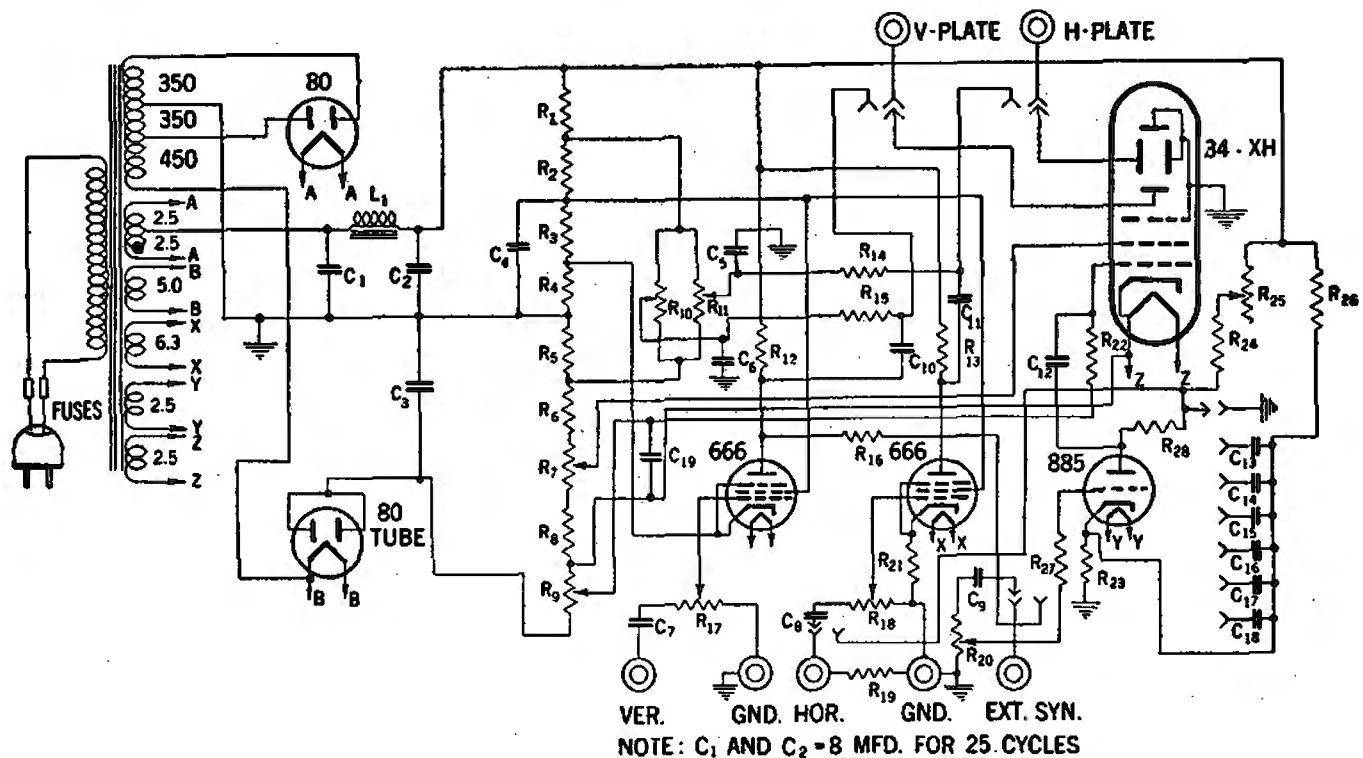 V-PLATE
H-PLATE
350
350
450
80
A A
34 - XH
A
2.5
2.5
A
B
5.0
B
X
6.3
X
Y
2.5
Y
Z
2.5
Z
FUSES
L1
C1
C2
C3
C4
R1
R2
R3
R4
R5
R6
R7
R8
R9
C5
R10
R11
C6
R12
R14
R15
C10
C11
R13
C12
R22
Z Z
R24
R25
R26
R28
C19
666
R16
666
X X
885
Y Y
C13
C14
C15
C16
C17
C18
80
TUBE
B B
R21
R27
R23
C7
R17
C8
R18
C9
R20
R19
VER.
GND.
HOR.
GND.
EXT. SYN.
NOTE: C1 AND C2 = 8 MFD. FOR 25 CYCLES